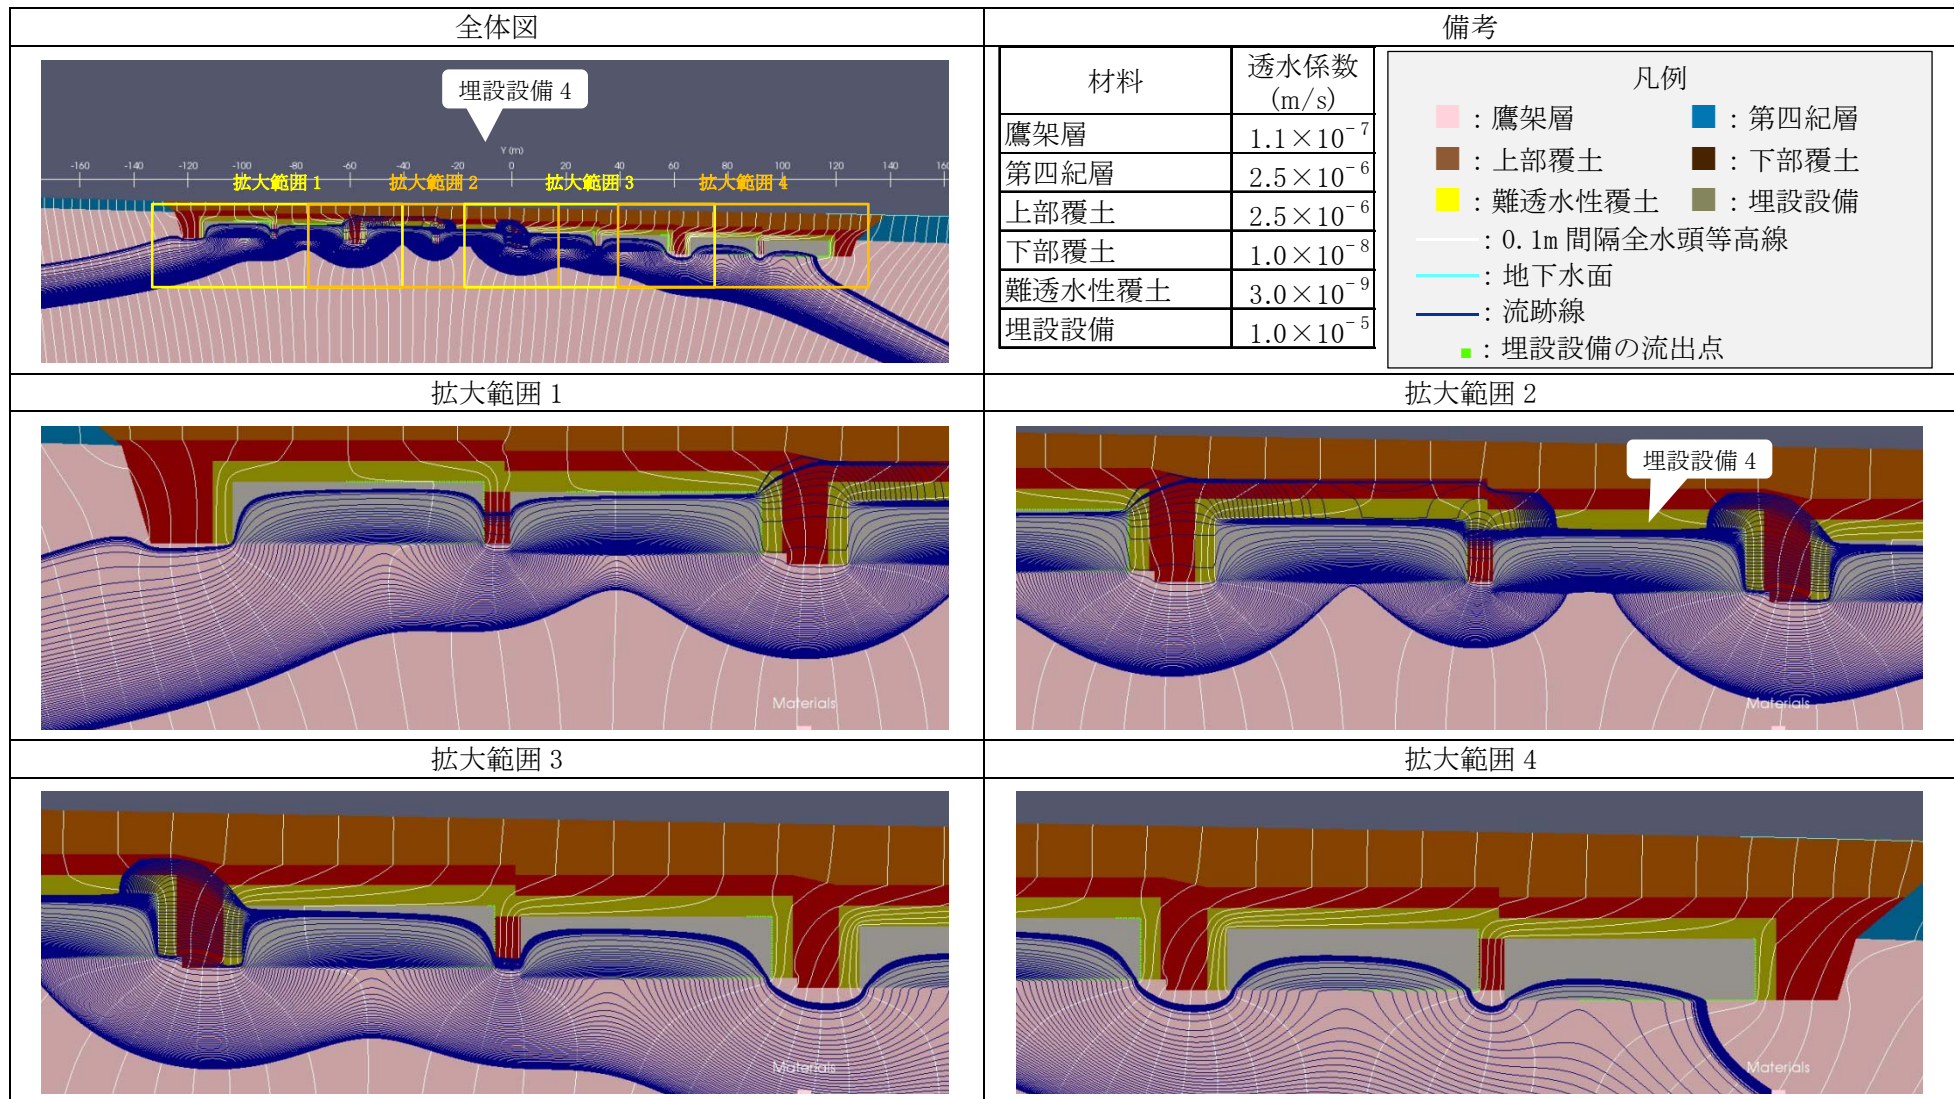 全体図
備考
埋設設備 4
Y (m)
-160 -140 -120 -100 -80 -60 -40 -20 0 20 40 60 80 100 120 140 160
拡大範囲 1 拡大範囲 2 拡大範囲 3 拡大範囲 4
材料 透水係数 (m/s)
鷹架層 1.1×10⁻⁷
第四紀層 2.5×10⁻⁶
上部覆土 2.5×10⁻⁶
下部覆土 1.0×10⁻⁸
難透水性覆土 3.0×10⁻⁹
埋設設備 1.0×10⁻⁵
凡例
：鷹架層 ：第四紀層
：上部覆土 ：下部覆土
：難透水性覆土 ：埋設設備
：0.1m 間隔全水頭等高線
：地下水面
：流跡線
：埋設設備の流出点
拡大範囲 1
拡大範囲 2
Materials
埋設設備 4
Materials
拡大範囲 3
拡大範囲 4
Materials
Materials